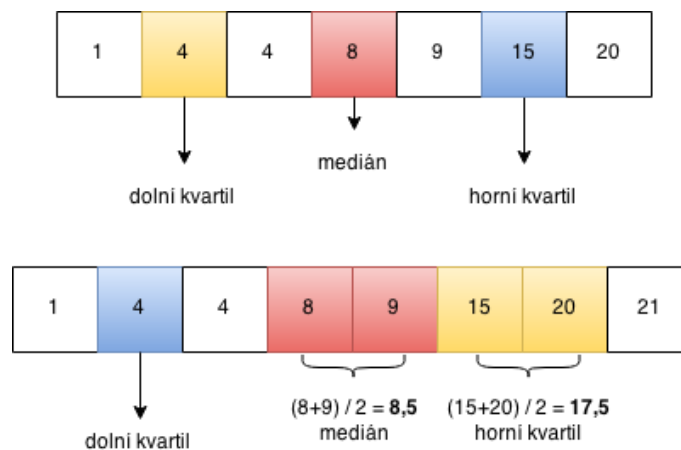 1 4 4 8 9 15 20
medián
dolní kvartil horní kvartil
1 4 4 8 9 15 20 21
(8+9) / 2 = 8,5 (15+20) / 2 = 17,5
medián horní kvartil
dolní kvartil